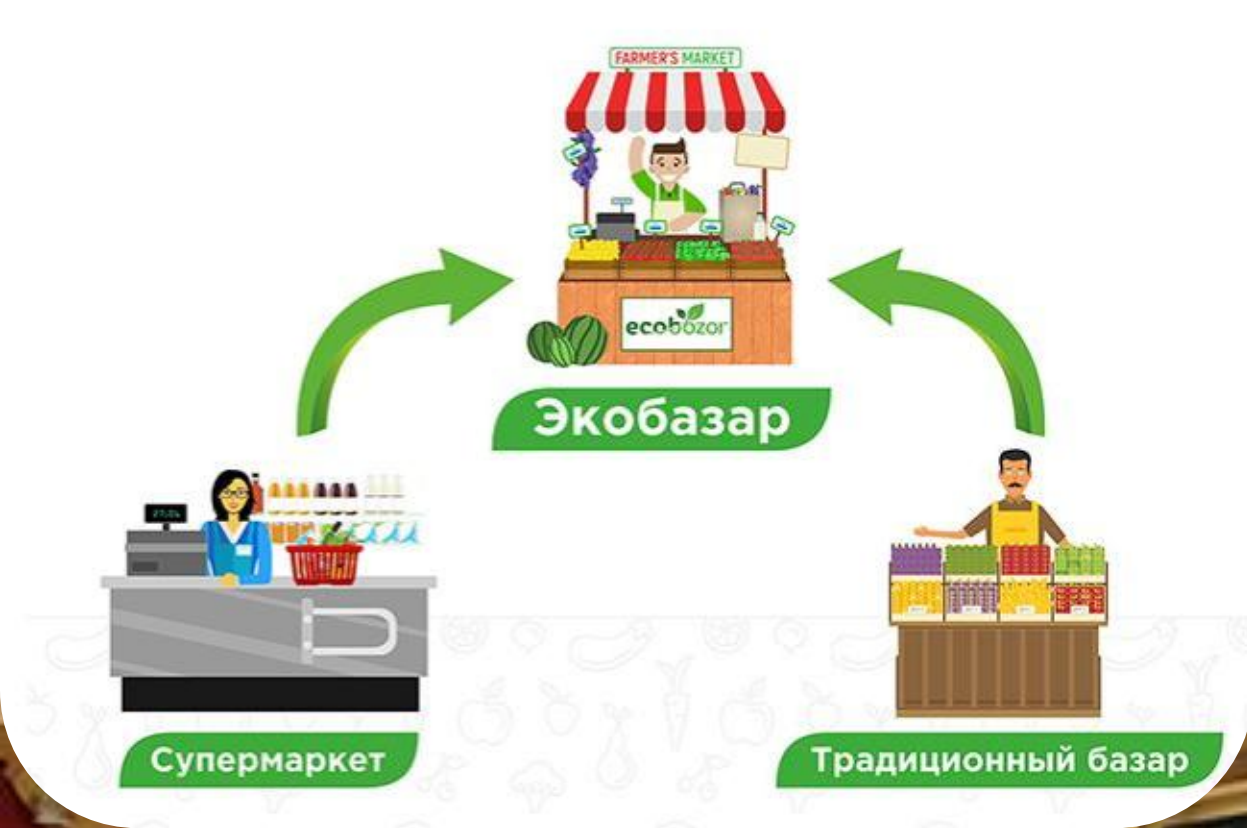 FARMER'S MARKET
ecobozor
Экобазар
Супермаркет
Традиционный базар